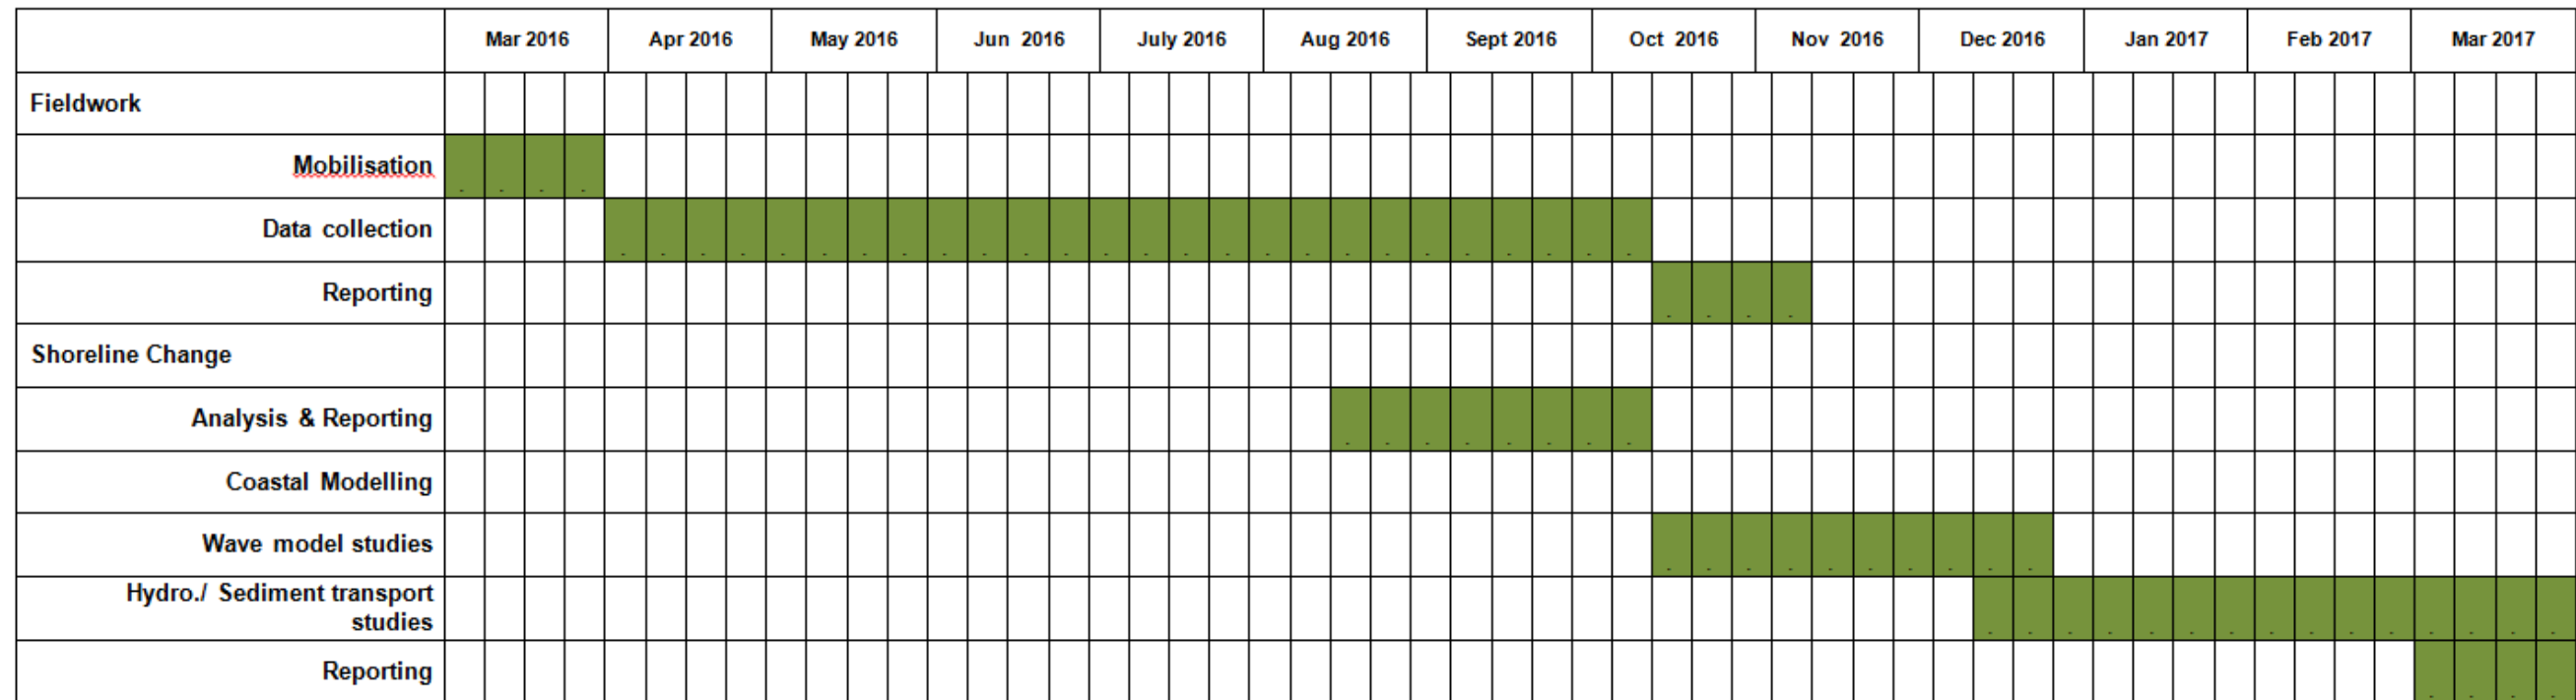 Mar 2016 Apr 2016 May 2016 Jun 2016 July 2016 Aug 2016 Sept 2016 Oct 2016 Nov 2016 Dec 2016 Jan 2017 Feb 2017 Mar 2017
Fieldwork
Mobilisation
Data collection
Reporting
Shoreline Change
Analysis & Reporting
Coastal Modelling
Wave model studies
Hydro./ Sediment transport
studies
Reporting